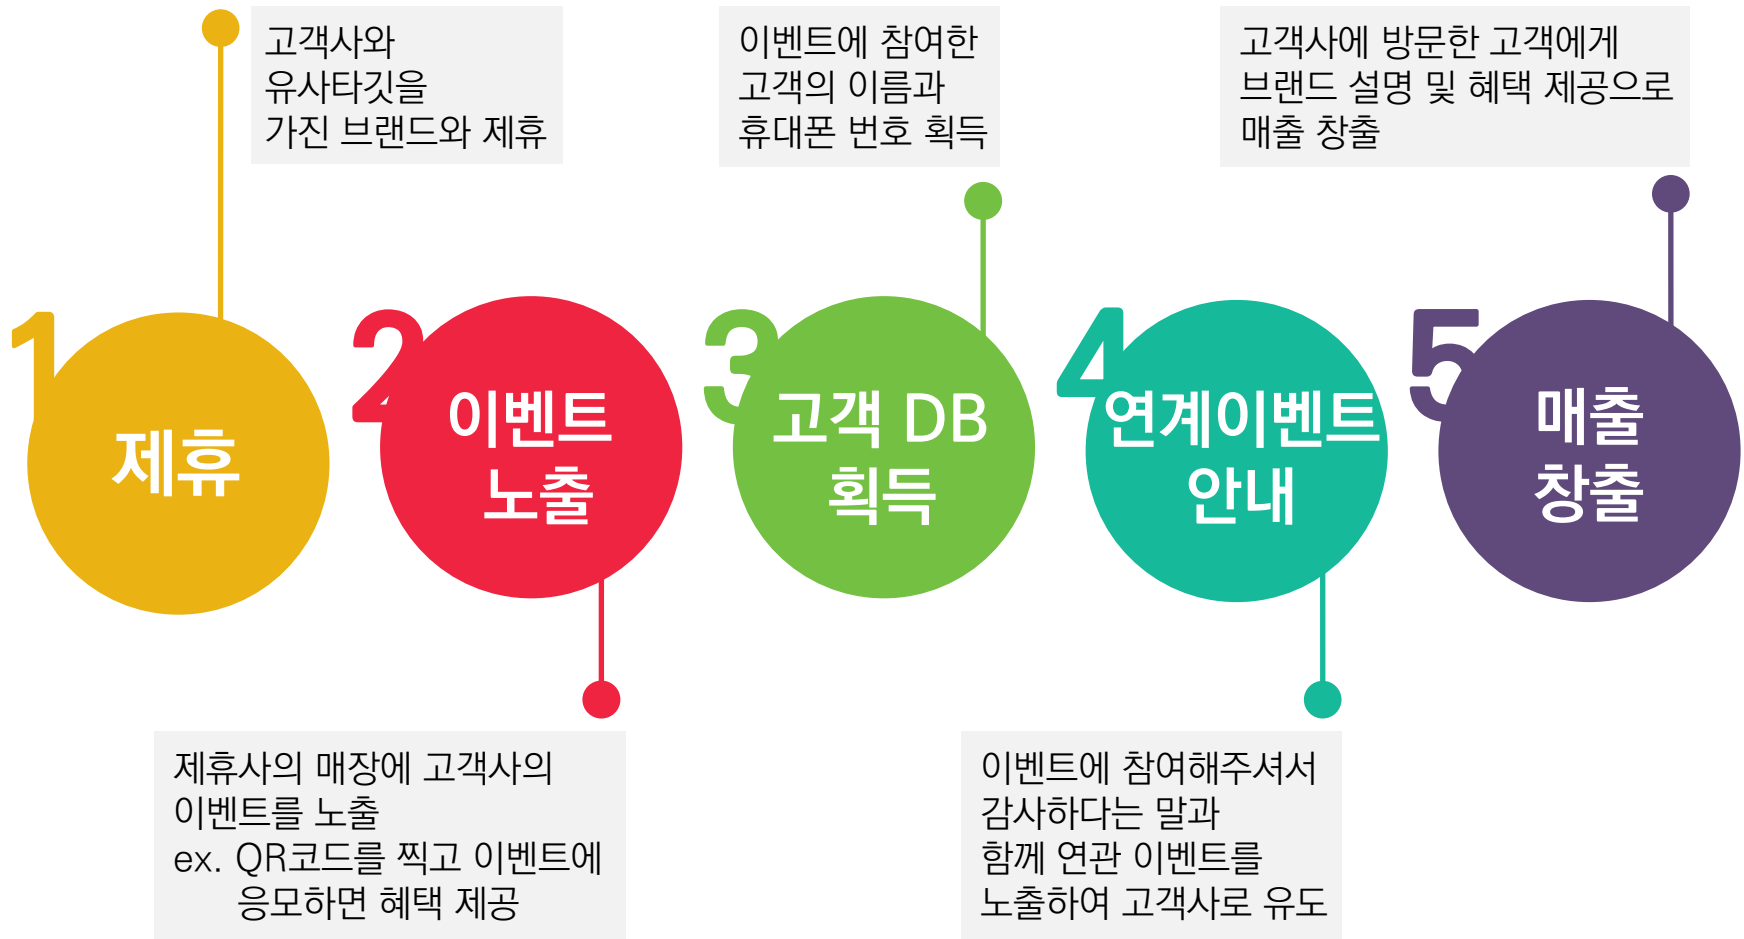 고객사와
유사타깃을
가진 브랜드와 제휴
이벤트에 참여한
고객의 이름과
휴대폰 번호 획득
고객사에 방문한 고객에게
브랜드 설명 및 혜택 제공으로
매출 창출
1
제휴
2
이벤트
노출
3
고객 DB
획득
4
연계이벤트
안내
5
매출
창출
제휴사의 매장에 고객사의
이벤트를 노출
ex. QR코드를 찍고 이벤트에
응모하면 혜택 제공
이벤트에 참여해주셔서
감사하다는 말과
함께 연관 이벤트를
노출하여 고객사로 유도